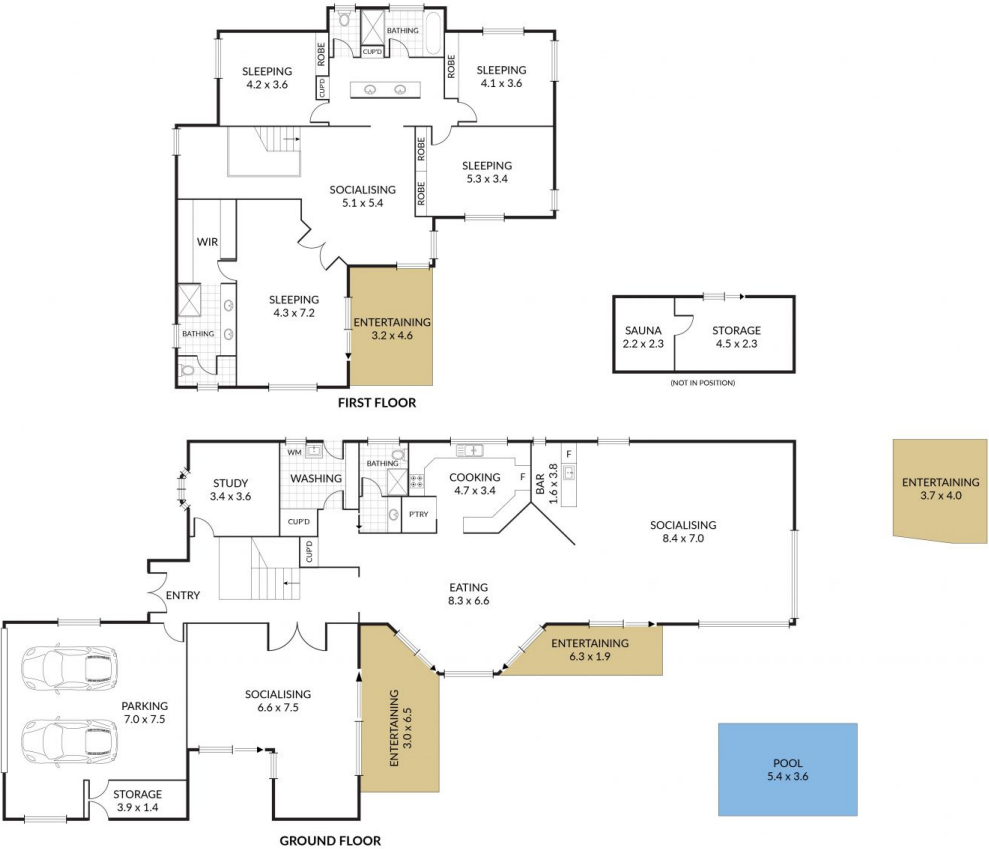 BATHING
CUP'D
ROBE
SLEEPING
4.2 x 3.6
CUP'D
ROBE
SLEEPING
4.1 x 3.6
ROBE
ROBE
SLEEPING
5.3 x 3.4
SOCIALISING
5.1 x 5.4
WIR
SLEEPING
4.3 x 7.2
BATHING
ENTERTAINING
3.2 x 4.6
FIRST FLOOR
SAUNA
2.2 x 2.3
STORAGE
4.5 x 2.3
(NOT IN POSITION)
STUDY
3.4 x 3.6
WM
WASHING
CUP'D
CUP'D
BATHING
P'TRY
COOKING
4.7 x 3.4
F
BAR
1.6 x 3.8
F
SOCIALISING
8.4 x 7.0
ENTERTAINING
3.7 x 4.0
ENTRY
EATING
8.3 x 6.6
ENTERTAINING
6.3 x 1.9
PARKING
7.0 x 7.5
SOCIALISING
6.6 x 7.5
ENTERTAINING
3.0 x 6.5
STORAGE
3.9 x 1.4
POOL
5.4 x 3.6
GROUND FLOOR